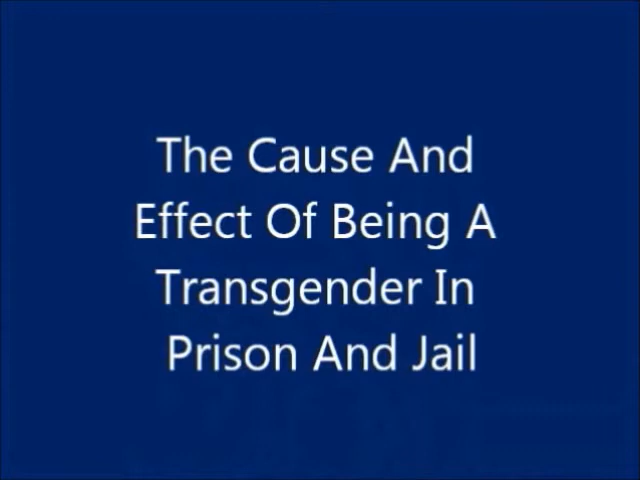 The Cause And
Effect Of Being A
Transgender In
Prison And Jail